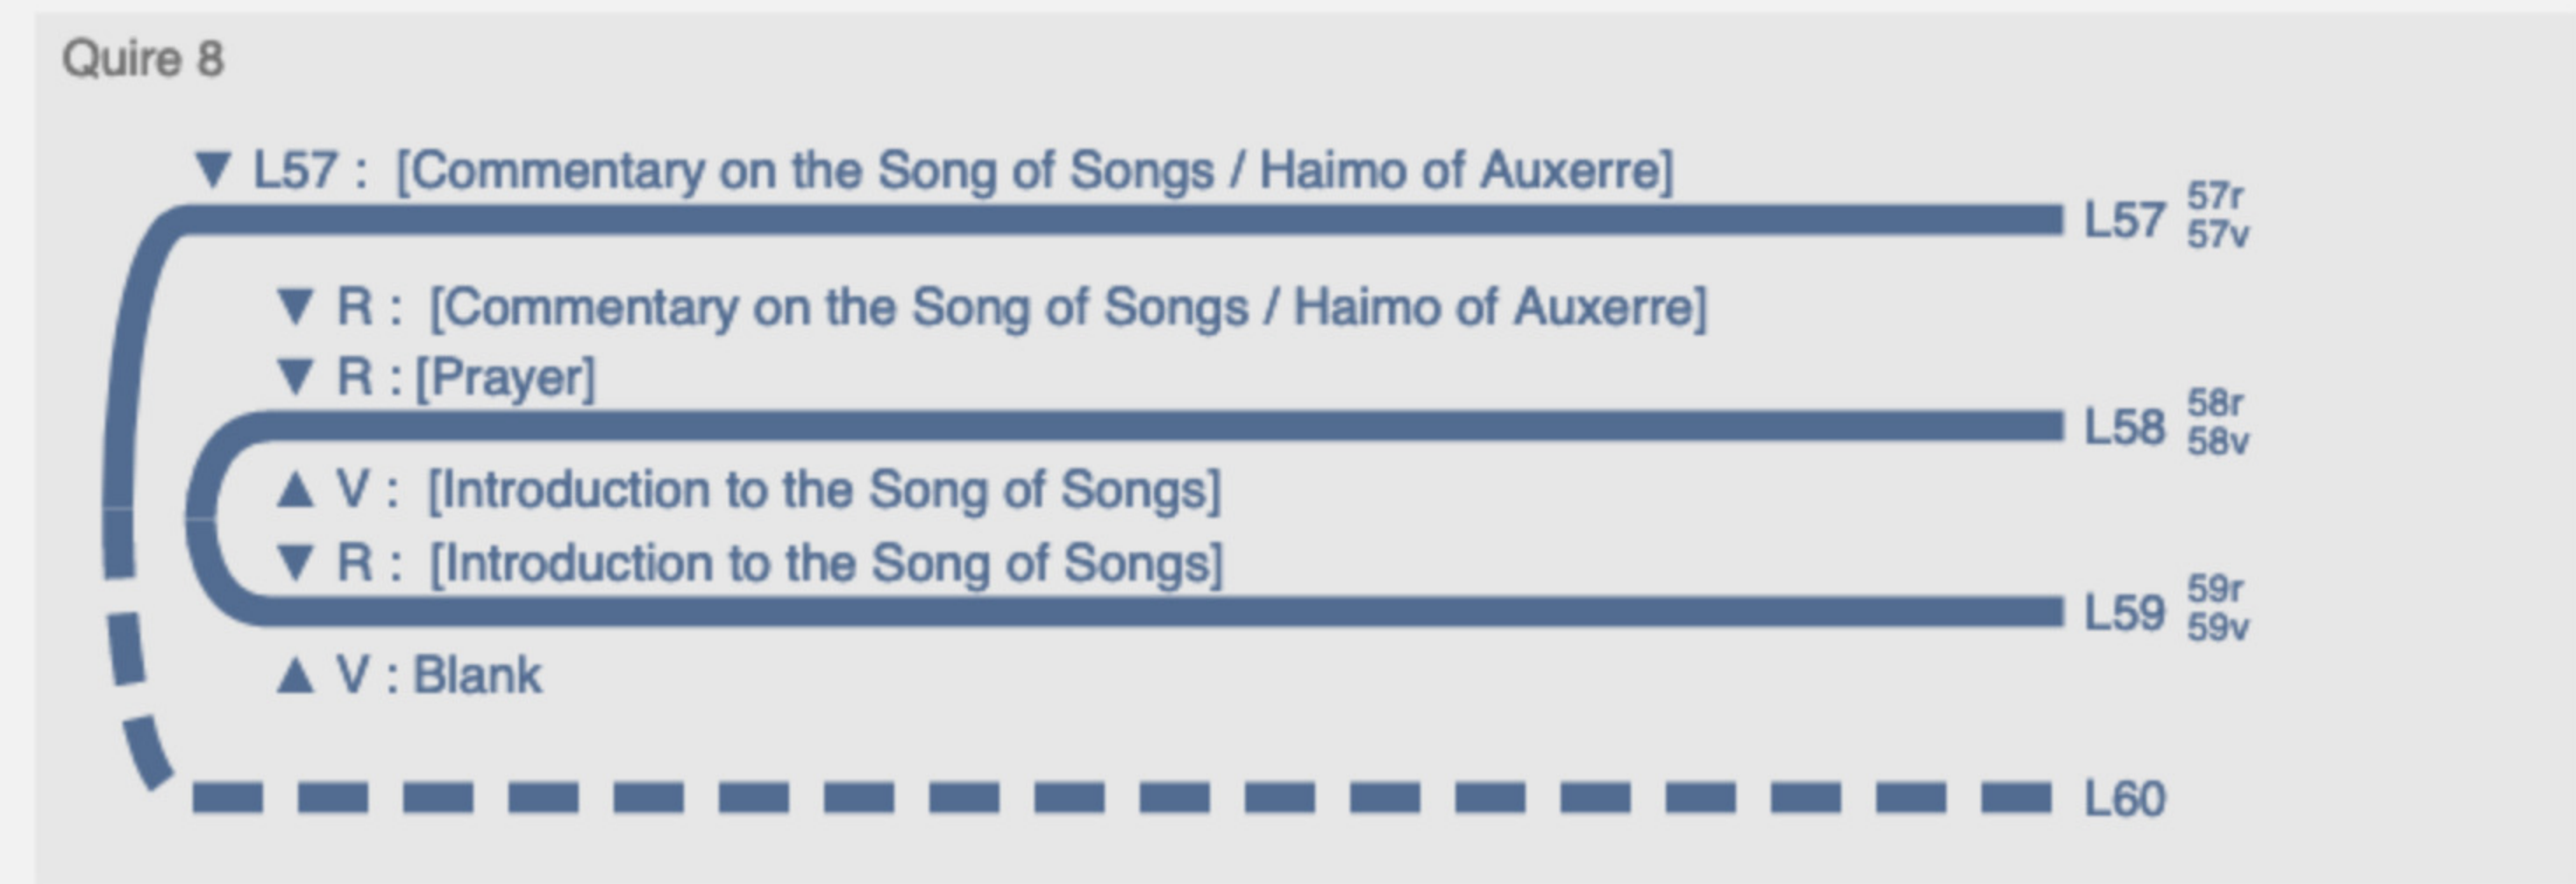 Quire 8
▼ L57 : [Commentary on the Song of Songs / Haimo of Auxerre]
L57 57r 57v
▼ R : [Commentary on the Song of Songs / Haimo of Auxerre]
▼ R : [Prayer]
L58 58r 58v
▲ V : [Introduction to the Song of Songs]
▼ R : [Introduction to the Song of Songs]
L59 59r 59v
▲ V : Blank
L60